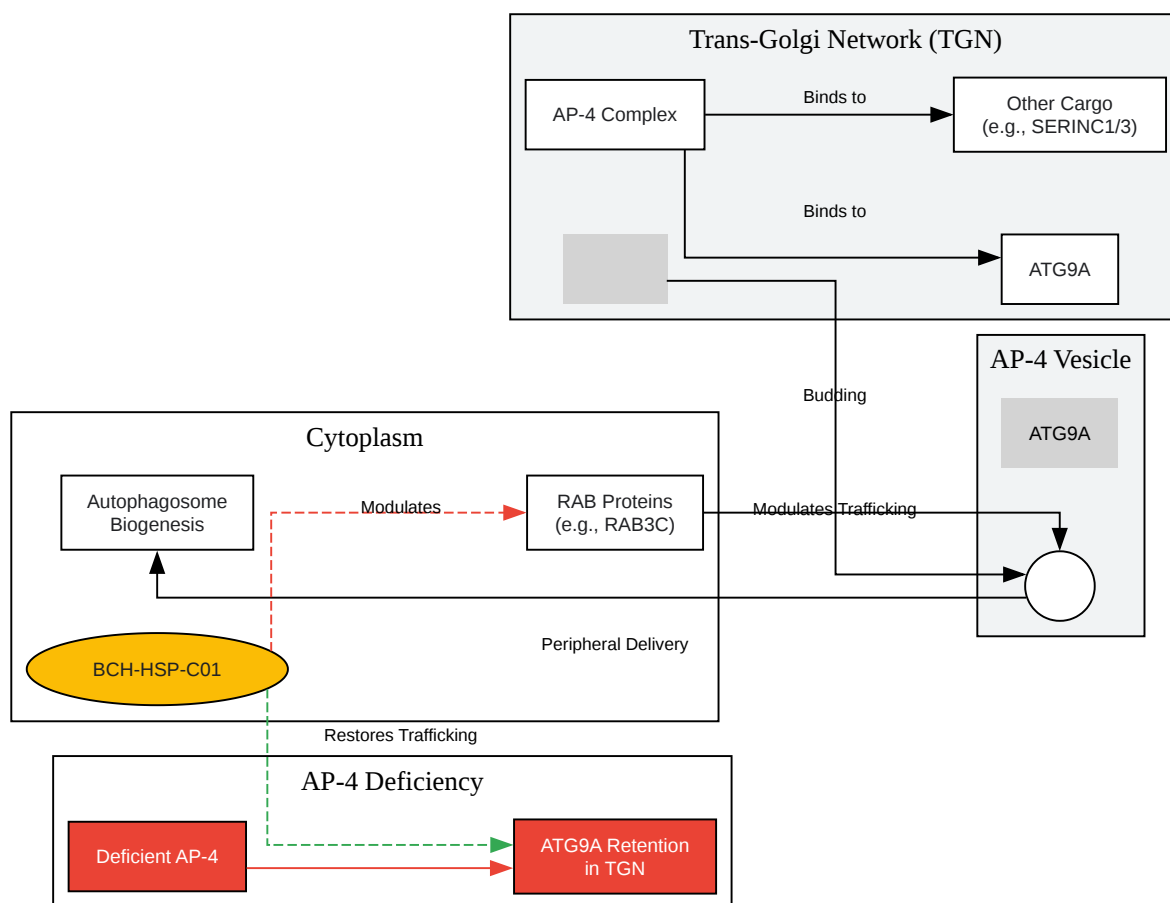 Trans-Golgi Network (TGN)
AP-4 Complex
Binds to
Other Cargo
(e.g., SERINC1/3)
Binds to
ATG9A
AP-4 Vesicle
ATG9A
Budding
Cytoplasm
Autophagosome
Biogenesis
Modulates
RAB Proteins
(e.g., RAB3C)
Modulates Trafficking
Peripheral Delivery
BCH-HSP-C01
Restores Trafficking
AP-4 Deficiency
Deficient AP-4
ATG9A Retention
in TGN